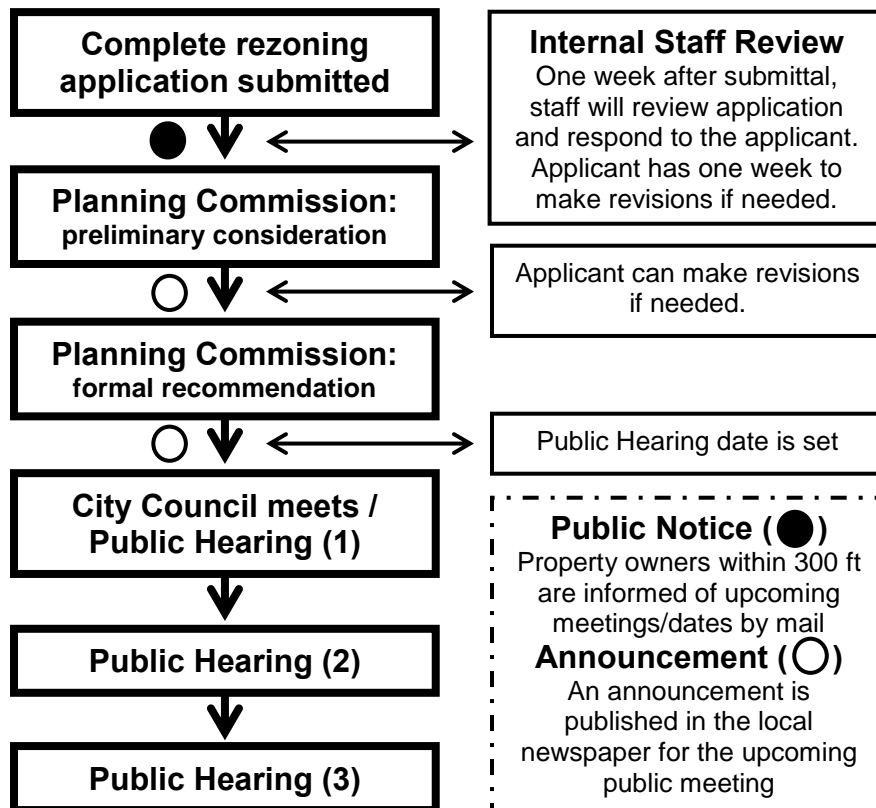 Complete rezoning
application submitted
Internal Staff Review
One week after submittal,
staff will review application
and respond to the applicant.
Applicant has one week to
make revisions if needed.
Planning Commission:
preliminary consideration
Applicant can make revisions
if needed.
Planning Commission:
formal recommendation
Public Hearing date is set
City Council meets /
Public Hearing (1)
Public Hearing (2)
Public Hearing (3)
Public Notice (●)
Property owners within 300 ft
are informed of upcoming
meetings/dates by mail
Announcement (○)
An announcement is
published in the local
newspaper for the upcoming
public meeting